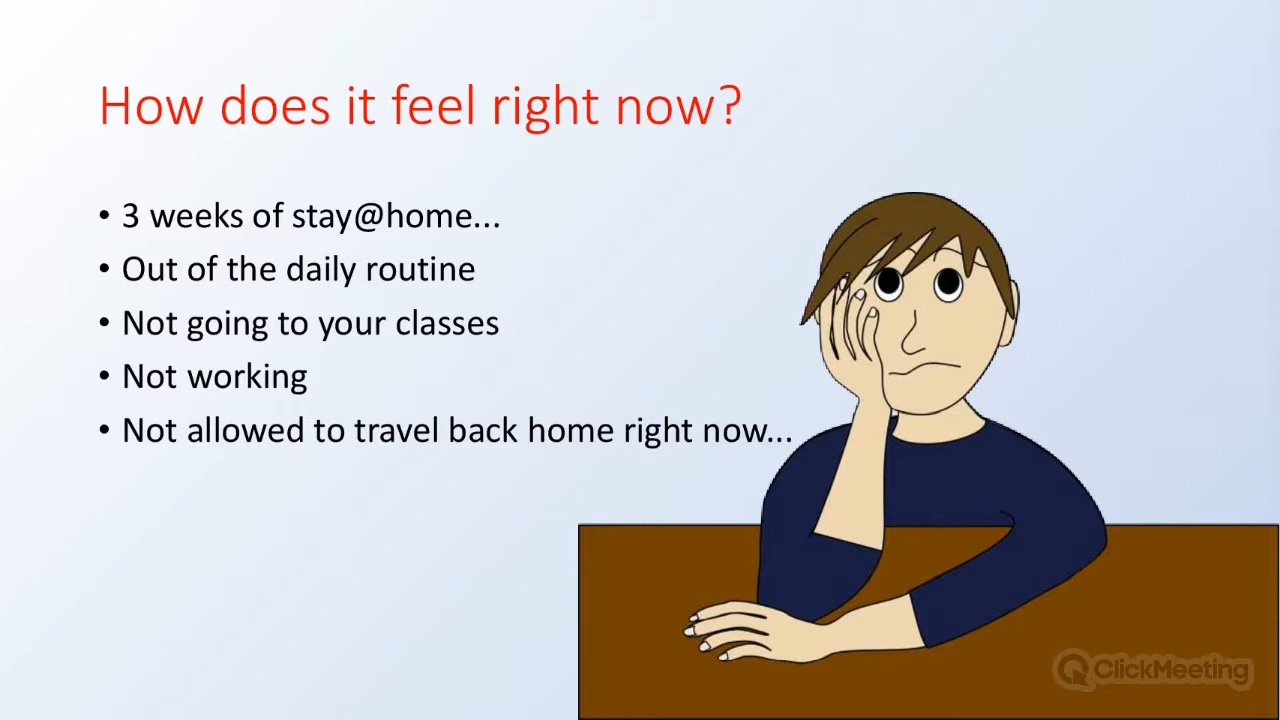 How does it feel right now?
• 3 weeks of stay@home...
• Out of the daily routine
• Not going to your classes
• Not working
• Not allowed to travel back home right now...
ClickMeeting